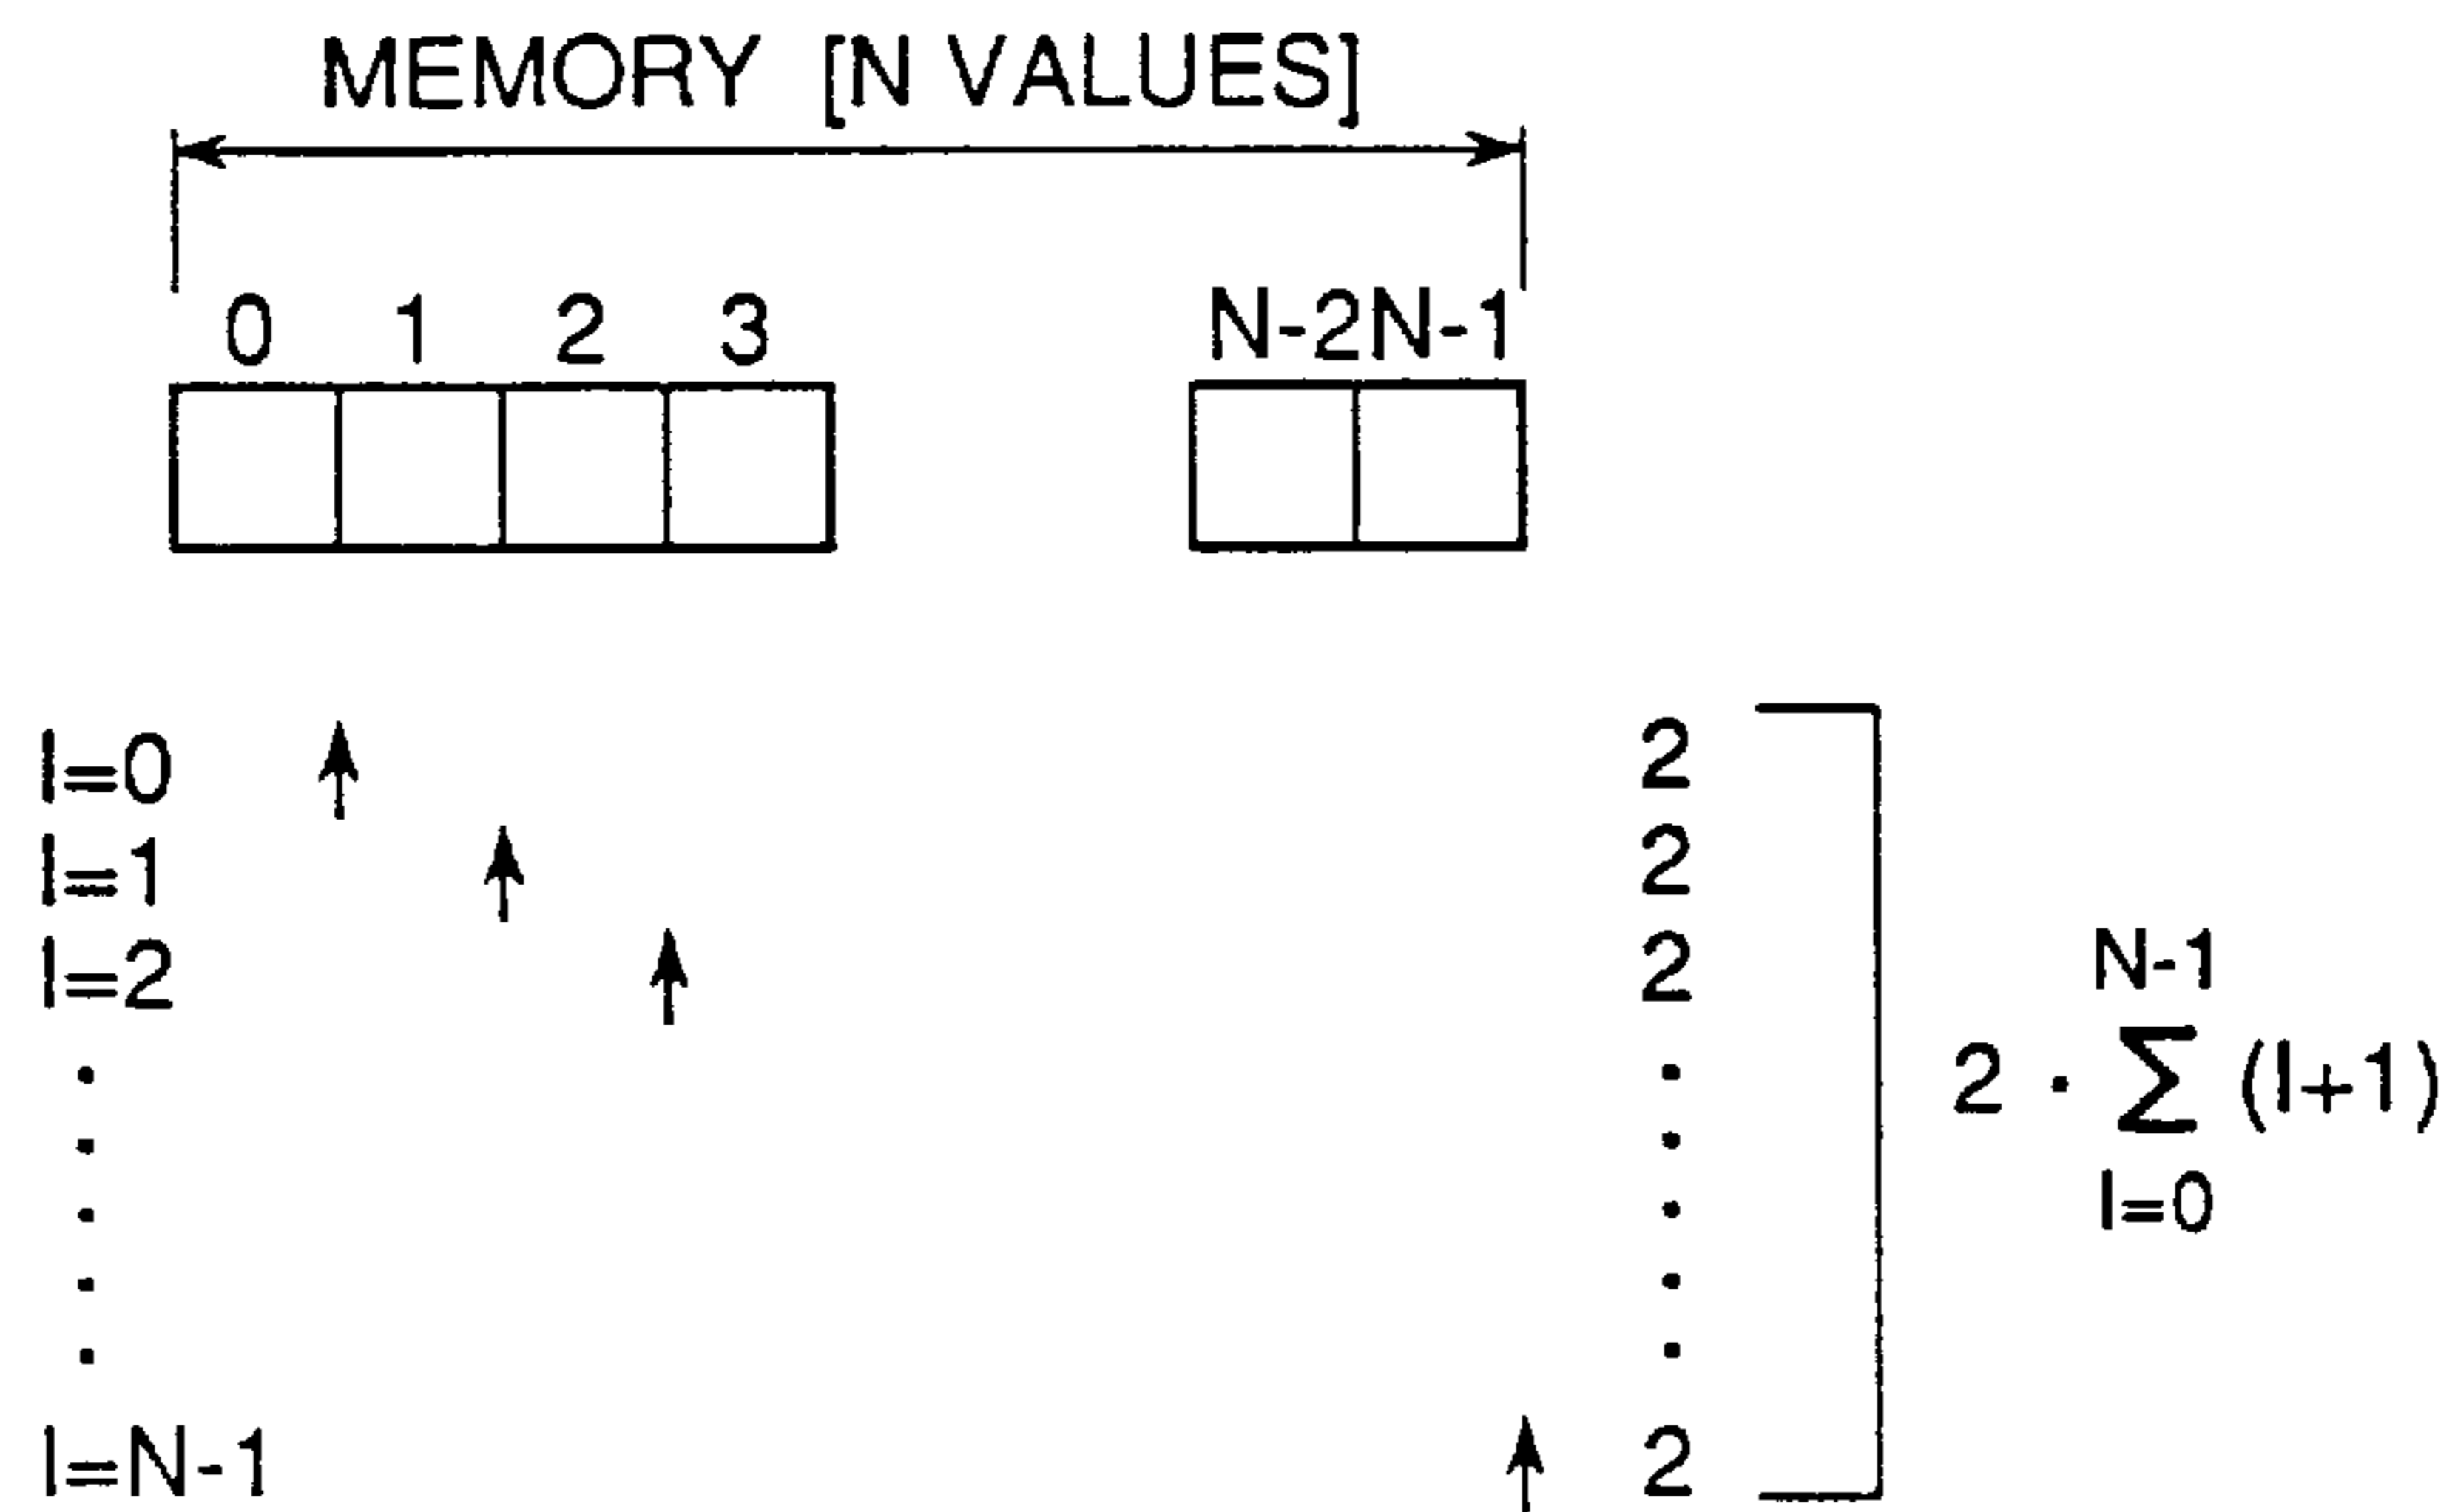 MEMORY [N VALUES]
0 1 2 3 N-2 N-1
I=0 2
I=1 2
I=2 2
N-1
2 · Σ (I+1)
I=0
I=N-1 2